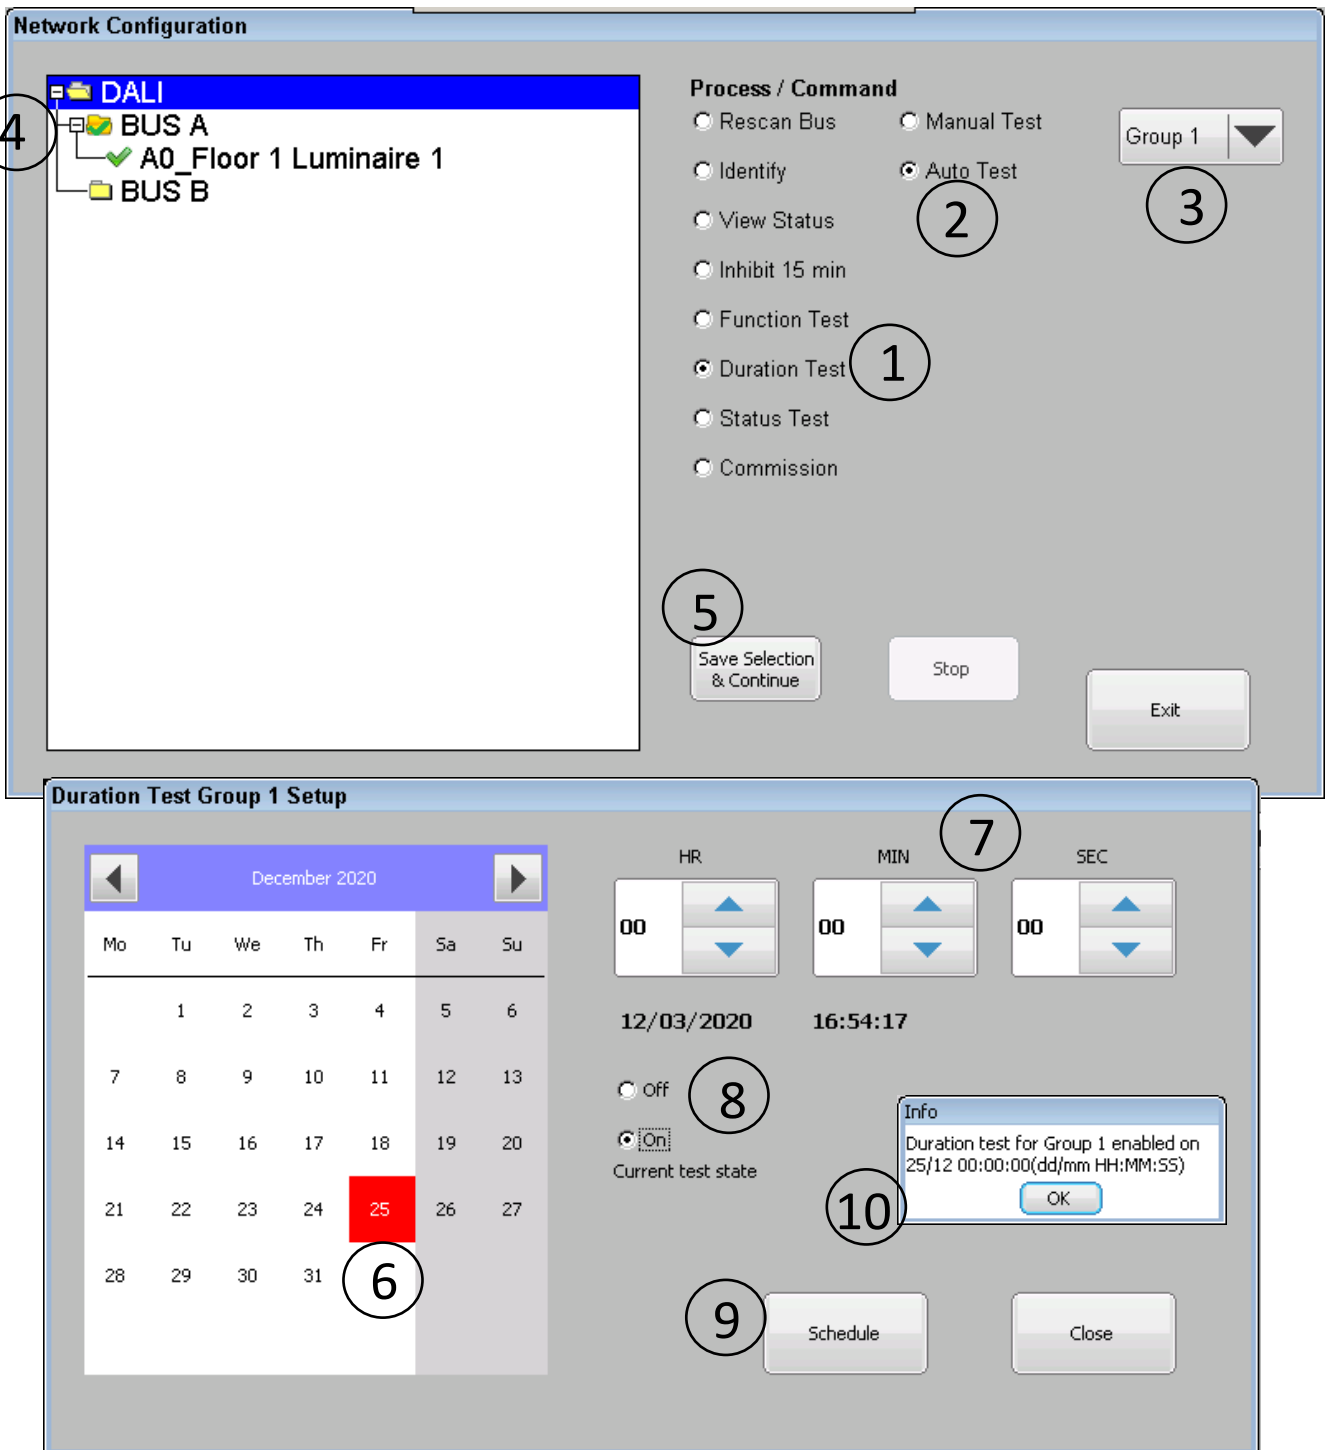 Network Configuration
DALI
BUS A
A0_Floor 1 Luminaire 1
BUS B
4
Process / Command
Rescan Bus
Identify
View Status
Inhibit 15 min
Function Test
Duration Test
Status Test
Commission
Manual Test
Auto Test
Group 1
1
2
3
5
Save Selection
& Continue
Stop
Exit
Duration Test Group 1 Setup
December 2020
Mo Tu We Th Fr Sa Su
1 2 3 4 5 6
7 8 9 10 11 12 13
14 15 16 17 18 19 20
21 22 23 24 25 26 27
28 29 30 31
6
7
HR MIN SEC
00 00 00
12/03/2020 16:54:17
Off
On
Current test state
8
Info
Duration test for Group 1 enabled on
25/12 00:00:00(dd/mm HH:MM:SS)
OK
10
9
Schedule
Close